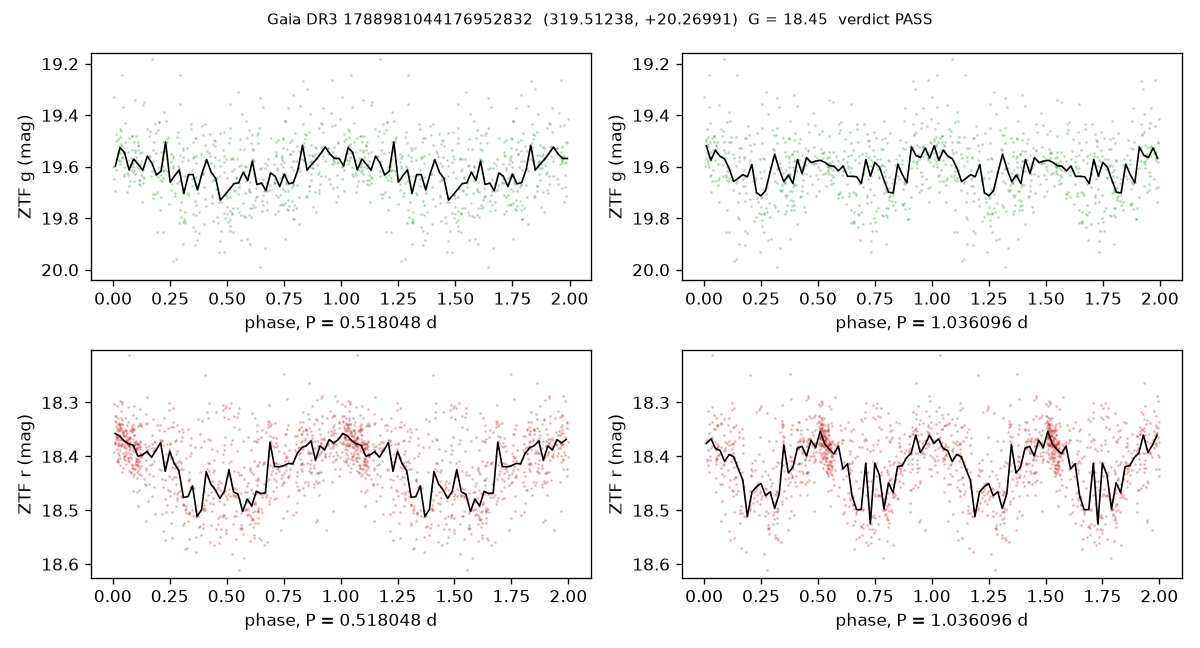 Gaia DR3 1788981044176952832 (319.51238, +20.26991) G = 18.45 verdict PASS
ZTF g (mag)
19.2
19.4
19.6
19.8
20.0
0.00 0.25 0.50 0.75 1.00 1.25 1.50 1.75 2.00
phase, P = 0.518048 d
ZTF g (mag)
19.2
19.4
19.6
19.8
20.0
0.00 0.25 0.50 0.75 1.00 1.25 1.50 1.75 2.00
phase, P = 1.036096 d
ZTF r (mag)
18.3
18.4
18.5
18.6
0.00 0.25 0.50 0.75 1.00 1.25 1.50 1.75 2.00
phase, P = 0.518048 d
ZTF r (mag)
18.3
18.4
18.5
18.6
0.00 0.25 0.50 0.75 1.00 1.25 1.50 1.75 2.00
phase, P = 1.036096 d